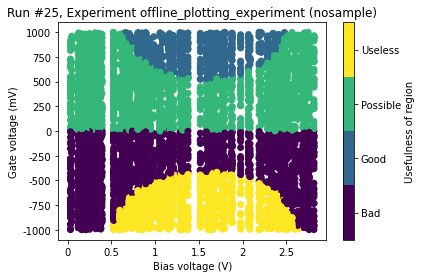 Run #25, Experiment offline_plotting_experiment (nosample)
1000
750
500
250
0
-250
-500
-750
-1000
Gate voltage (mV)
0
0.5
1
1.5
2
2.5
Bias voltage (V)
Useless
Possible
Good
Bad
Usefulness of region